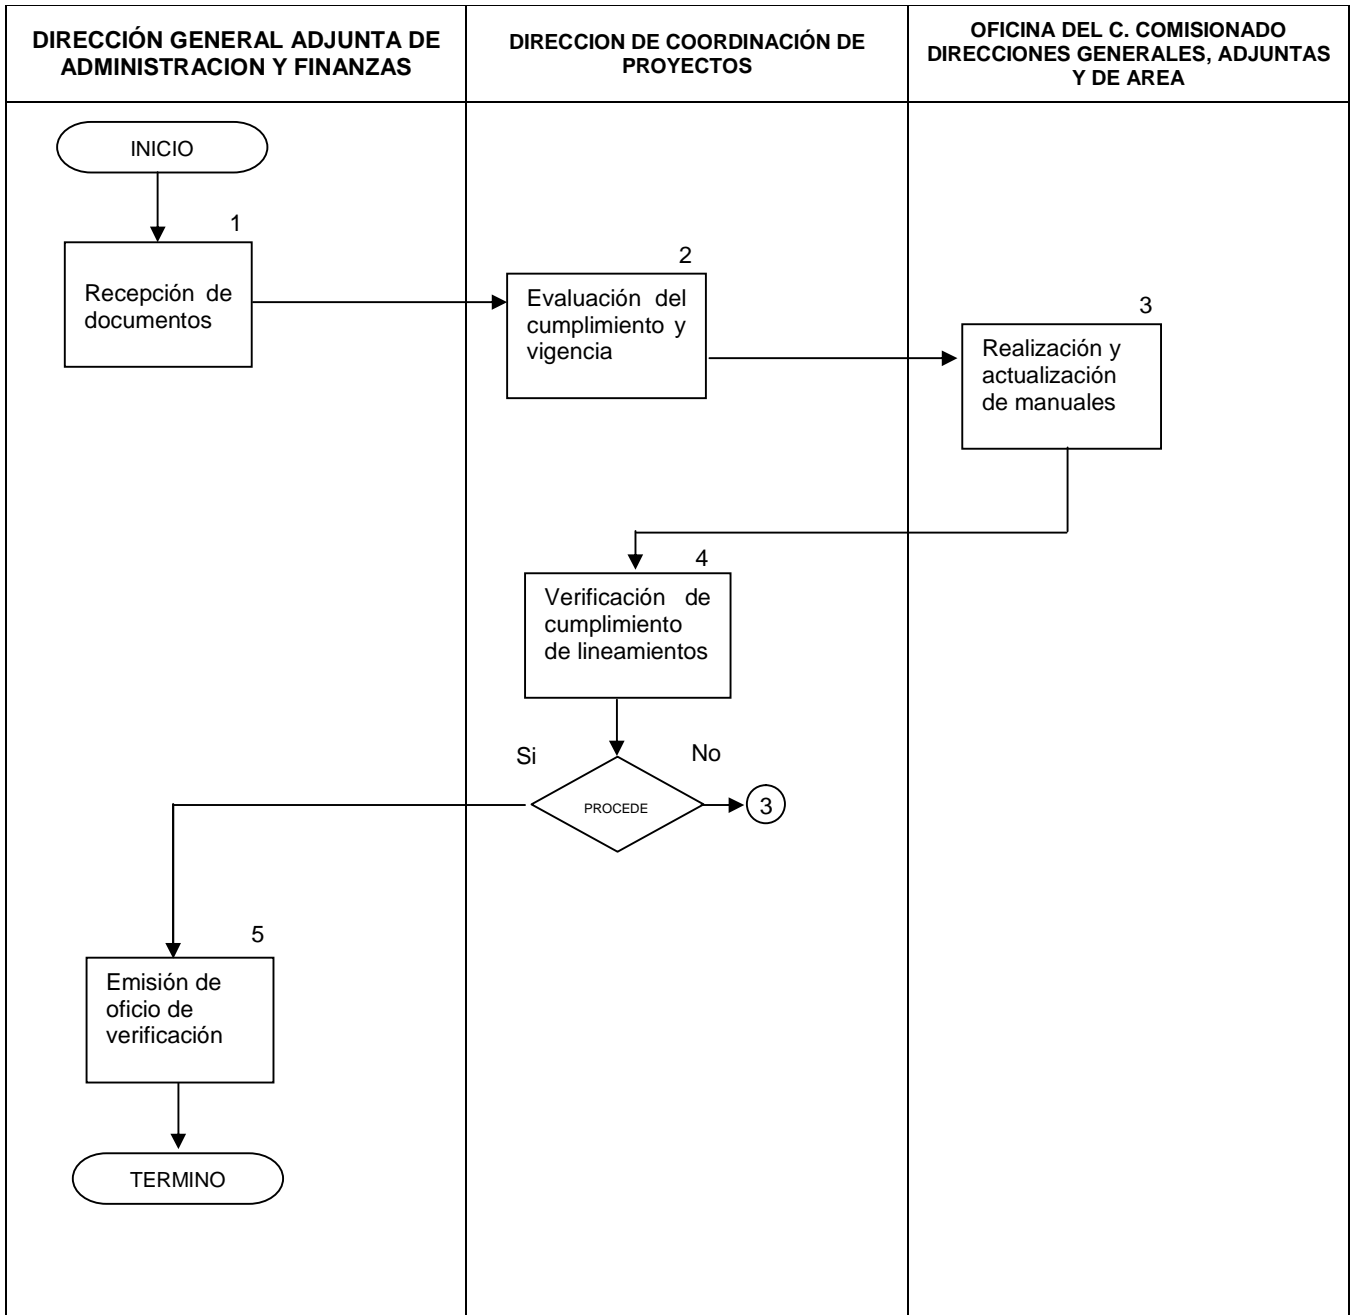 DIRECCIÓN GENERAL ADJUNTA DE
ADMINISTRACION Y FINANZAS
DIRECCION DE COORDINACIÓN DE
PROYECTOS
OFICINA DEL C. COMISIONADO
DIRECCIONES GENERALES, ADJUNTAS
Y DE AREA
INICIO
1
Recepción de
documentos
2
Evaluación del
cumplimiento y
vigencia
3
Realización y
actualización
de manuales
4
Verificación de
cumplimiento
de lineamientos
Si
No
PROCEDE
3
5
Emisión de
oficio de
verificación
TERMINO